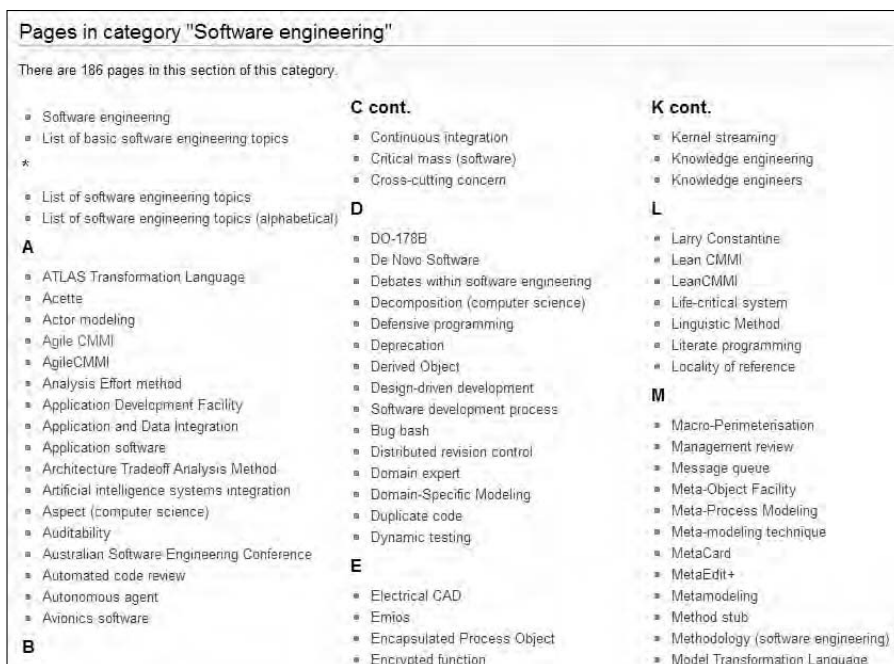 Pages in category "Software engineering"
There are 186 pages in this section of this category.
Software engineering
List of basic software engineering topics
*
List of software engineering topics
List of software engineering topics (alphabetical)
A
ATLAS Transformation Language
Acette
Actor modeling
Agile CMMI
AgileCMMI
Analysis Effort method
Application Development Facility
Application and Data Integration
Application software
Architecture Tradeoff Analysis Method
Artificial intelligence systems integration
Aspect (computer science)
Auditability
Australian Software Engineering Conference
Automated code review
Autonomous agent
Avionics software
B
C cont.
Continuous integration
Critical mass (software)
Cross-cutting concern
D
DO-178B
De Novo Software
Debates within software engineering
Decomposition (computer science)
Defensive programming
Deprecation
Derived Object
Design-driven development
Software development process
Bug bash
Distributed revision control
Domain expert
Domain-Specific Modeling
Duplicate code
Dynamic testing
E
Electrical CAD
Emios
Encapsulated Process Object
Encrypted function
K cont.
Kernel streaming
Knowledge engineering
Knowledge engineers
L
Larry Constantine
Lean CMMI
LeanCMMI
Life-critical system
Linguistic Method
Literate programming
Locality of reference
M
Macro-Perimeterisation
Management review
Message queue
Meta-Object Facility
Meta-Process Modeling
Meta-modeling technique
MetaCard
MetaEdit+
Metamodeling
Method stub
Methodology (software engineering)
Model Transformation Language